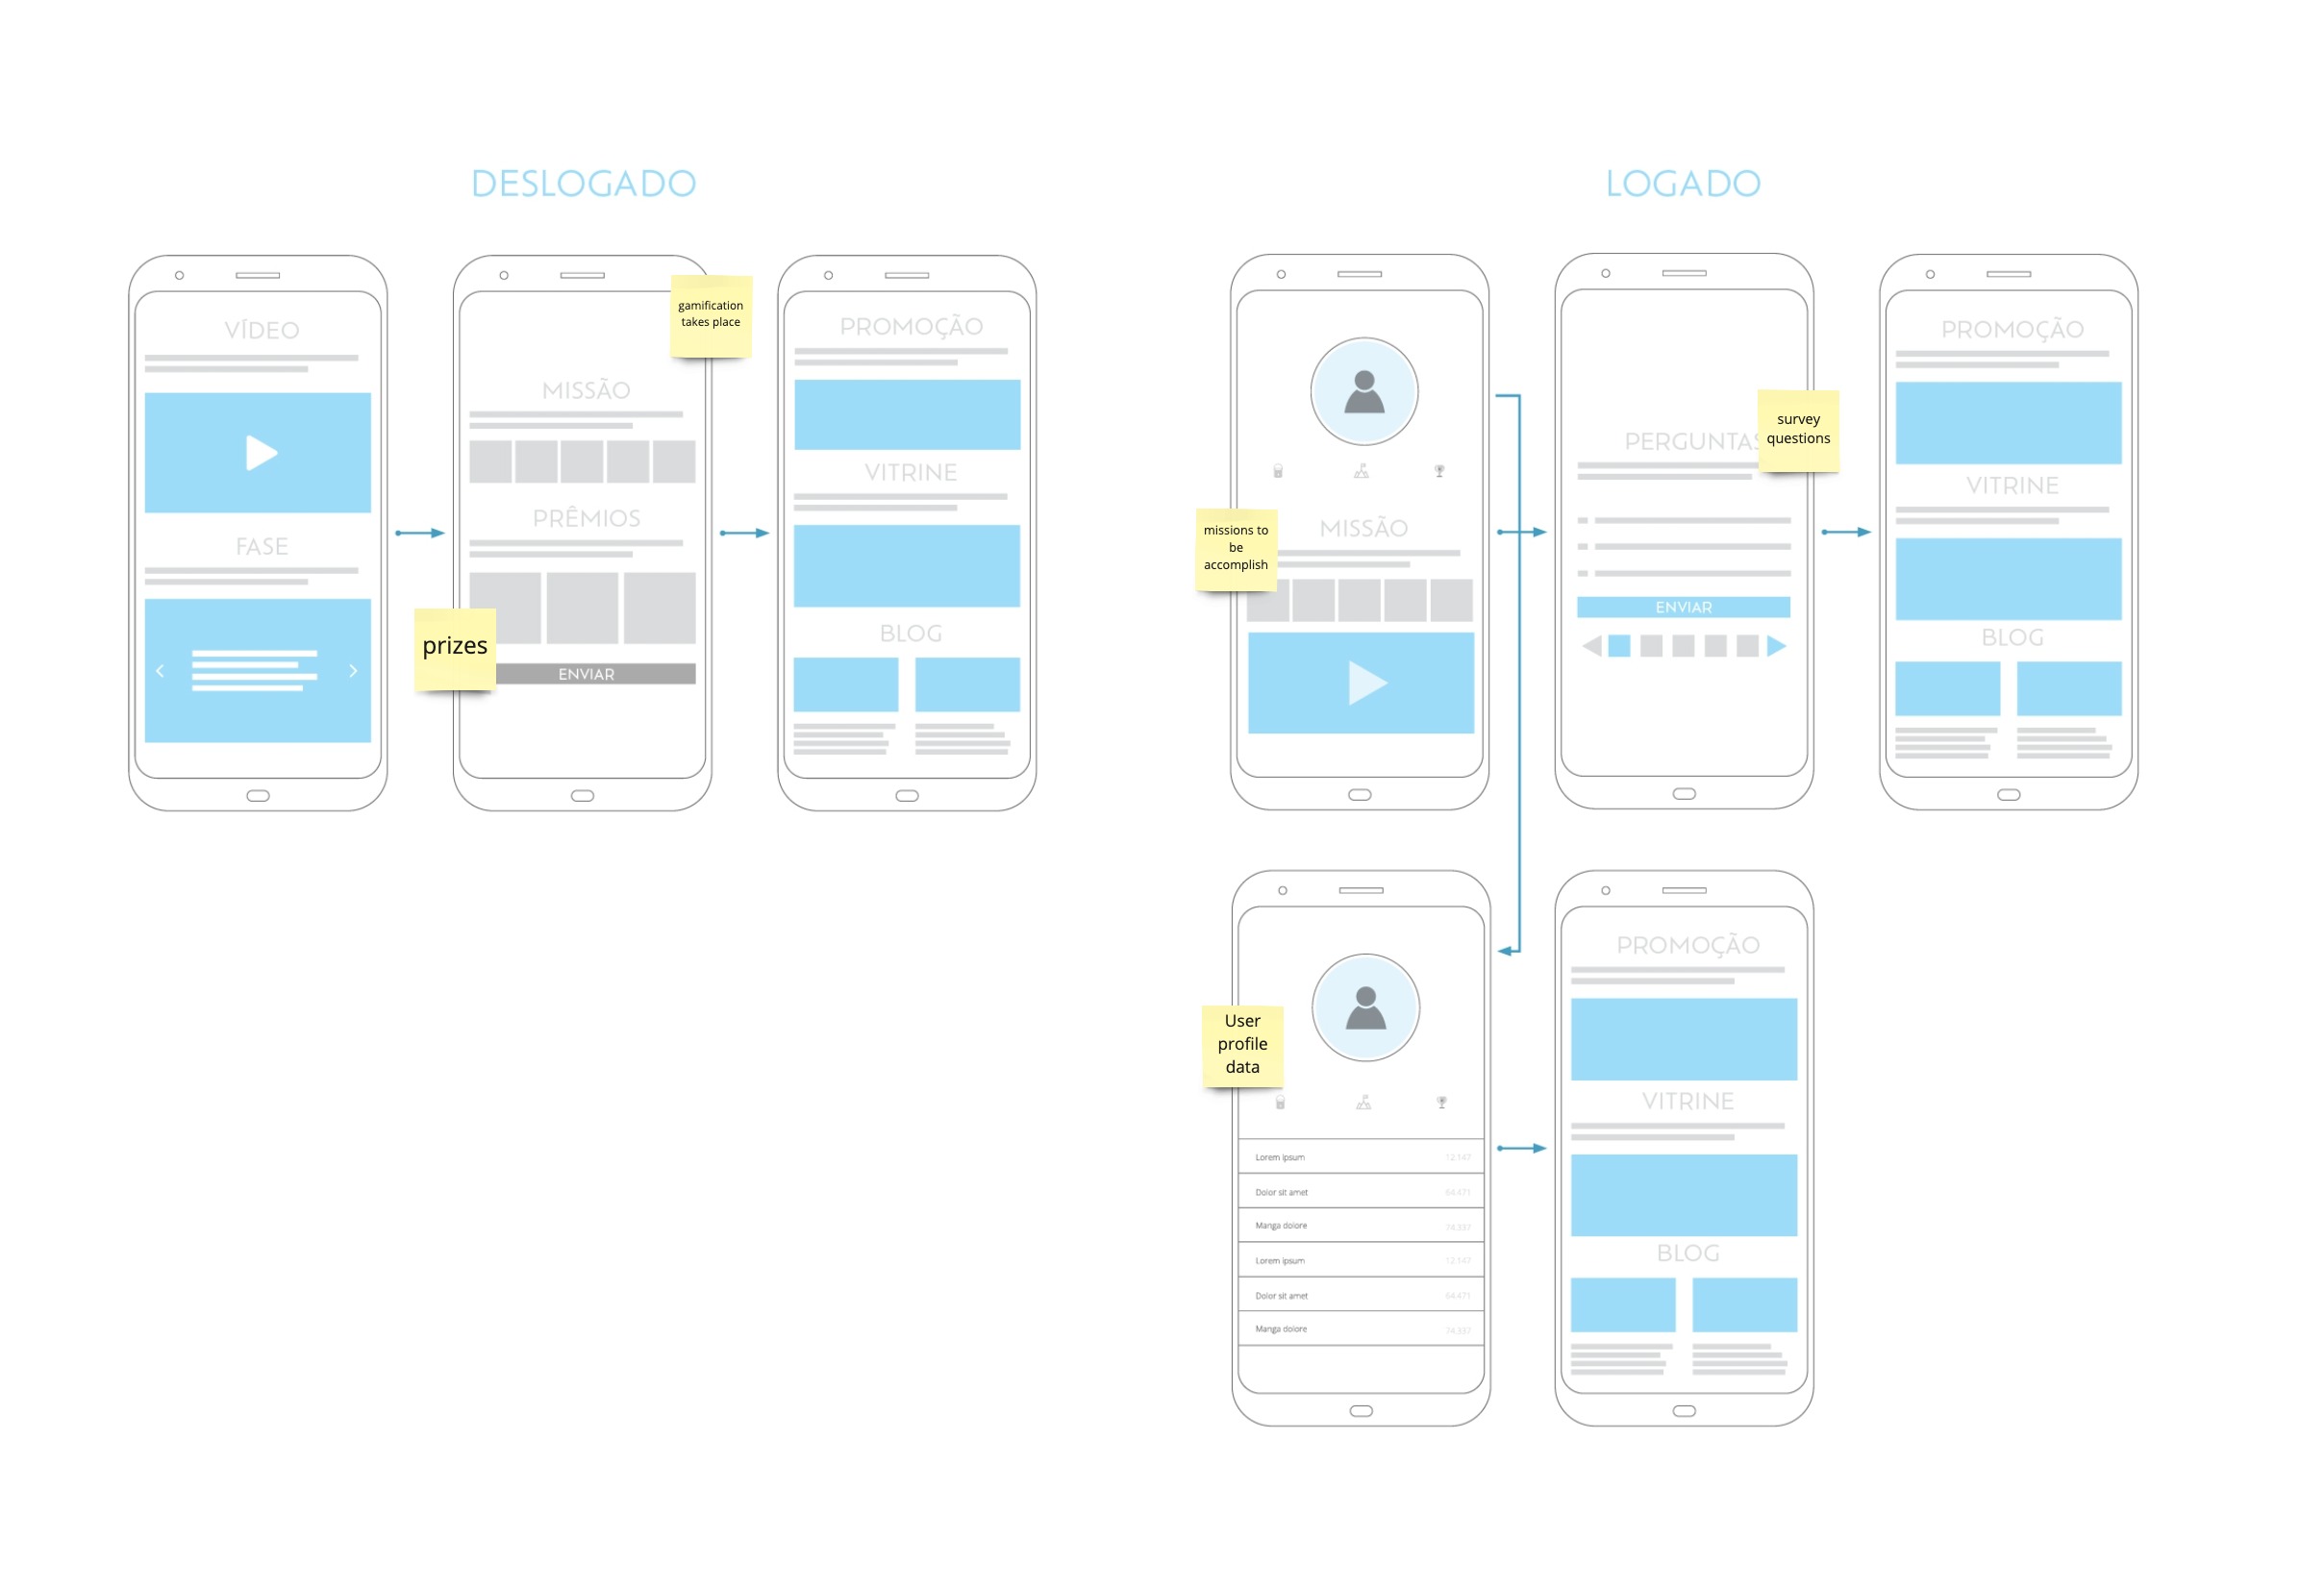 DESLOGADO
VÍDEO
FASE
gamification
takes place
MISSÃO
PRÊMIOS
prizes
ENVIAR
PROMOÇÃO
VITRINE
BLOG
LOGADO
missions to
be
accomplish
MISSÃO
survey
questions
PERGUNTAS
ENVIAR
PROMOÇÃO
VITRINE
BLOG
User
profile
data
Lorem ipsum 12.147
Dolor sit amet 64.471
Manga dolore 74.337
Lorem ipsum 12.147
Dolor sit amet 64.471
Manga dolore 74.337
PROMOÇÃO
VITRINE
BLOG